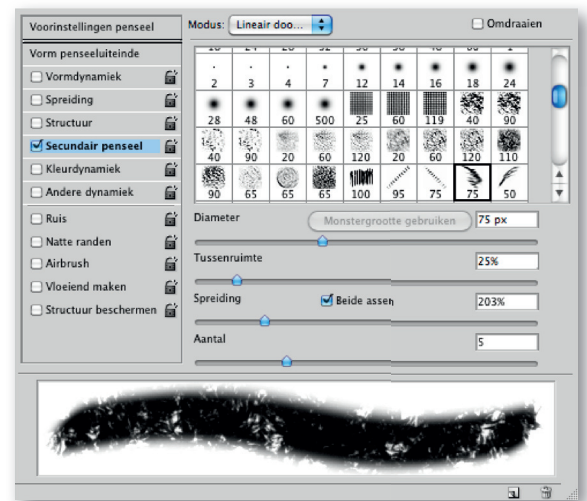 Voorinstellingen penseel
Vorm penseeluiteinde
Vormdynamiek
Spreiding
Structuur
Secundair penseel
Kleurdynamiek
Andere dynamiek
Ruis
Natte randen
Airbrush
Vloeiend maken
Structuur beschermen
Modus: Lineair doo... Omdraaien
2 3 4 7 12 14 16 18 24
28 48 60 500 25 60 119 40 90
40 90 20 60 120 20 60 120 110
90 65 65 65 100 95 75 75 50
Diameter Monstergrootte gebruiken 75 px
Tussenruimte 25%
Spreiding Beide assen 203%
Aantal 5